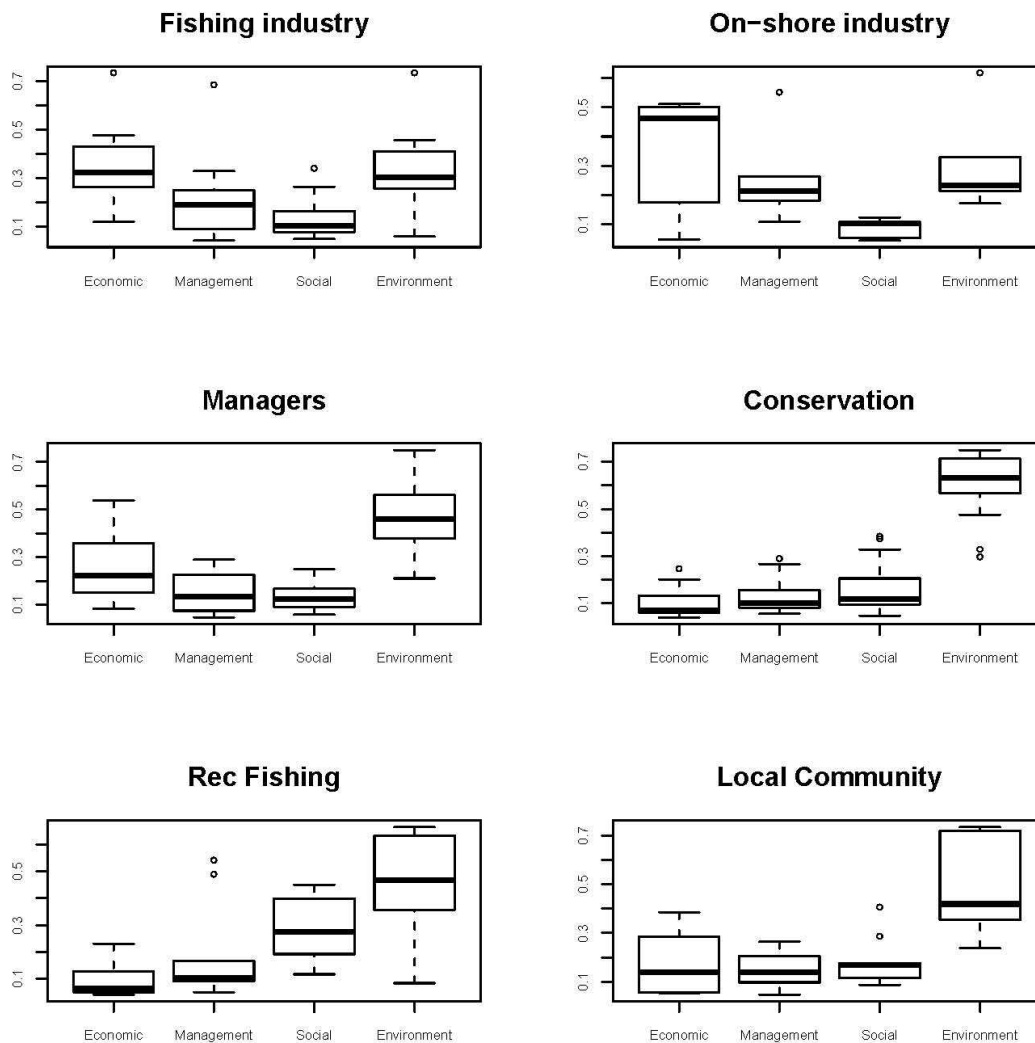 Fishing industry
0.7
0.5
0.3
0.1
Economic Management Social Environment
On−shore industry
0.5
0.3
0.1
Economic Management Social Environment
Managers
0.7
0.5
0.3
0.1
Economic Management Social Environment
Conservation
0.7
0.5
0.3
0.1
Economic Management Social Environment
Rec Fishing
0.5
0.3
0.1
Economic Management Social Environment
Local Community
0.7
0.5
0.3
0.1
Economic Management Social Environment